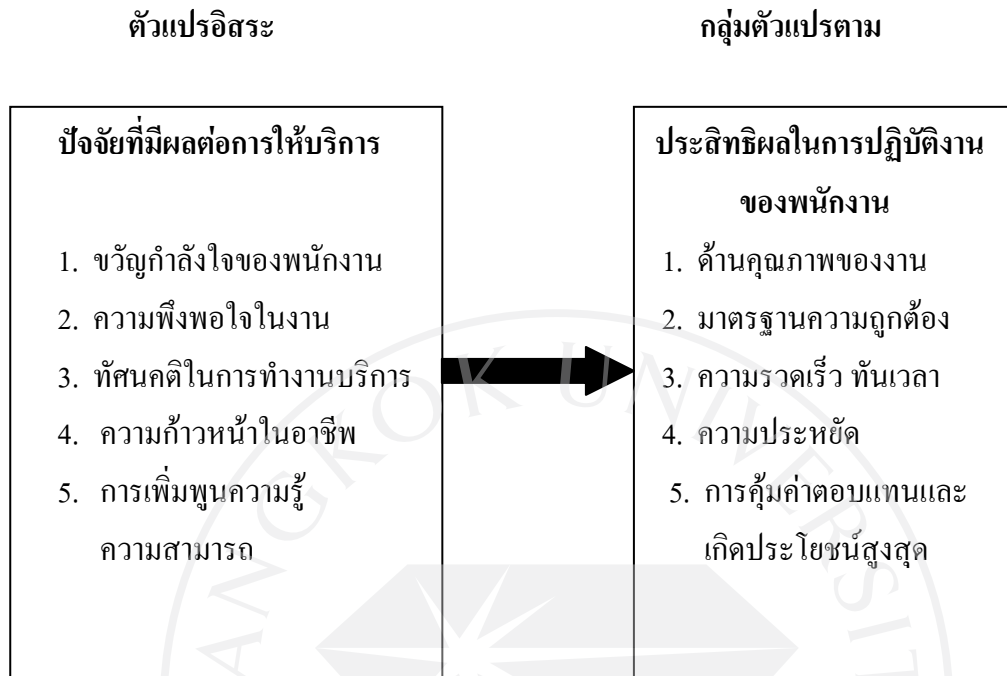 ตัวแปรอิสระ
กลุ่มตัวแปรตาม
ปัจจัยที่มีผลต่อการให้บริการ
1. ขวัญกำลังใจของพนักงาน
2. ความพึงพอใจในงาน
3. ทัศนคติในการทำงานบริการ
4. ความก้าวหน้าในอาชีพ
5. การเพิ่มพูนความรู้
ความสามารถ
ประสิทธิผลในการปฏิบัติงาน
ของพนักงาน
1. ด้านคุณภาพของงาน
2. มาตรฐานความถูกต้อง
3. ความรวดเร็ว ทันเวลา
4. ความประหยัด
5. การคุ้มค่าตอบแทนและ
เกิดประโยชน์สูงสุด
ANGKOK UNIVERSIT